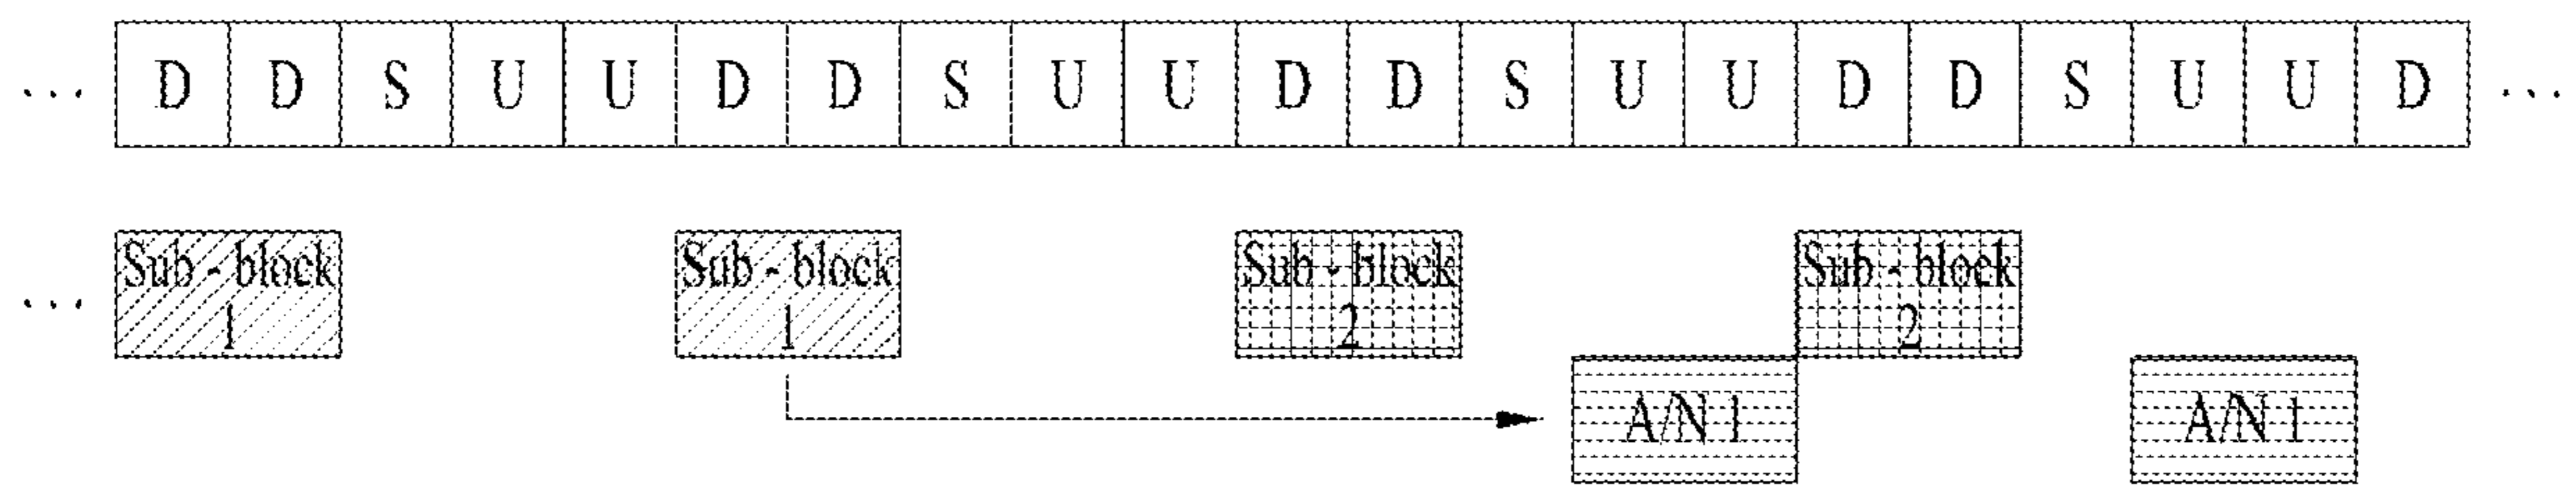 ... D D S U U D D S U U D D S U U D D S U U D ...
... Sub - block Sub - block Sub - block Sub - block
1 1 2 2
A/N 1 A/N 1